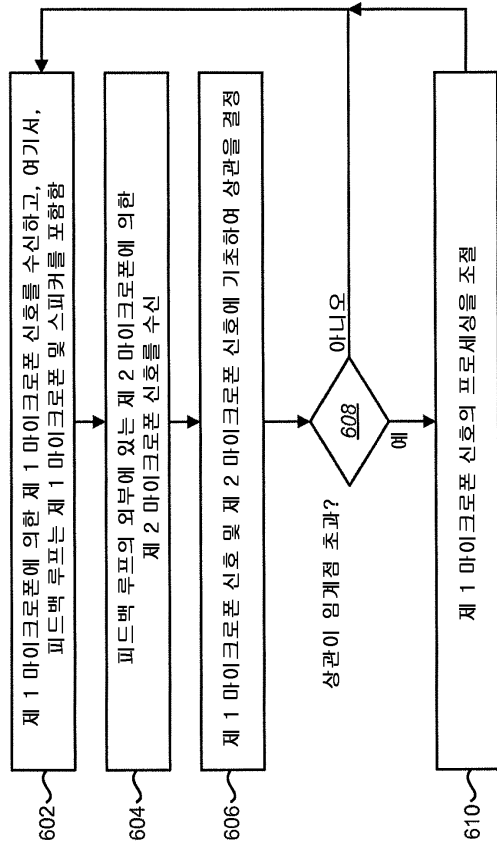 제 1 마이크로폰에 의한 제 1 마이크로폰 신호를 수신하고, 여기서,
피드백 루프는 제 1 마이크로폰 및 스피커를 포함함
602
피드백 루프의 외부에 있는 제 2 마이크로폰에 의한
제 2 마이크로폰 신호를 수신
604
제 1 마이크로폰 신호 및 제 2 마이크로폰 신호에 기초하여 상관을 결정
606
상관이 임계점 초과?
608
아니오
예
제 1 마이크로폰 신호의 프로세싱을 조절
610